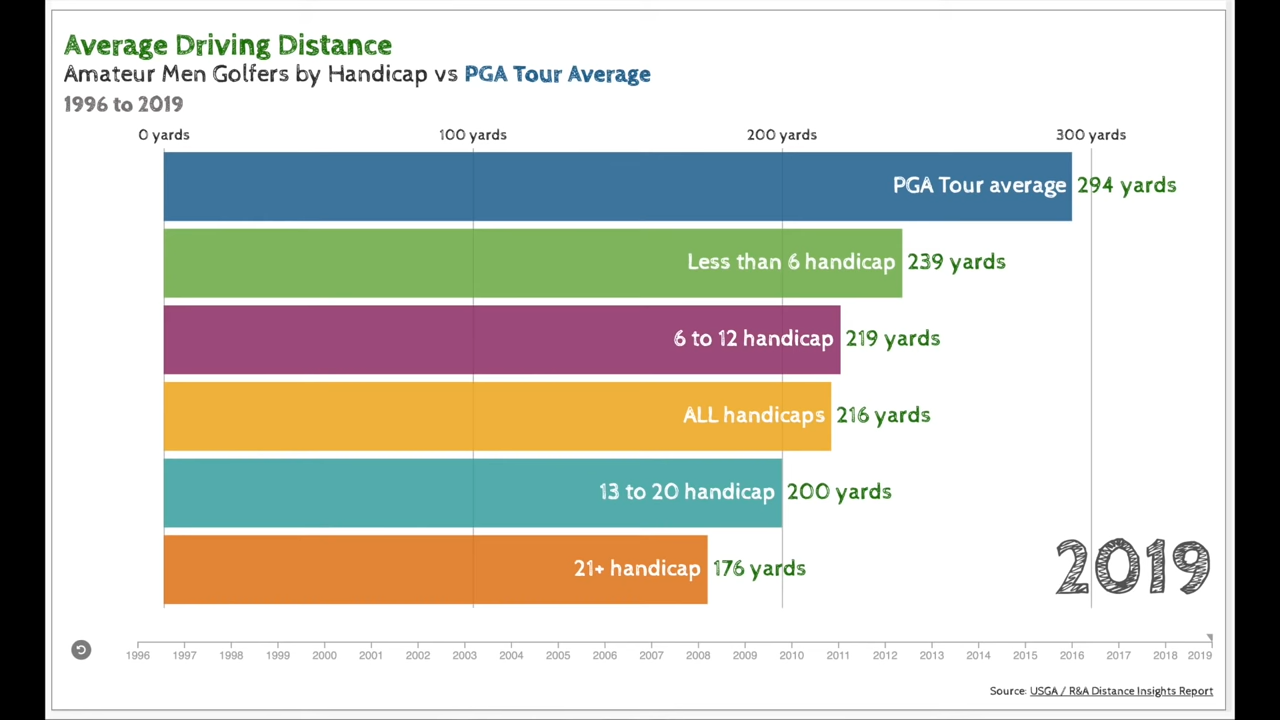 Average Driving Distance
Amateur Men Golfers by Handicap vs PGA Tour Average
1996 to 2019
0 yards 100 yards 200 yards 300 yards
PGA Tour average 294 yards
Less than 6 handicap 239 yards
6 to 12 handicap 219 yards
ALL handicaps 216 yards
13 to 20 handicap 200 yards
21+ handicap 176 yards
2019
1996 1997 1998 1999 2000 2001 2002 2003 2004 2005 2006 2007 2008 2009 2010 2011 2012 2013 2014 2015 2016 2017 2018 2019
Source: USGA / R&A Distance Insights Report